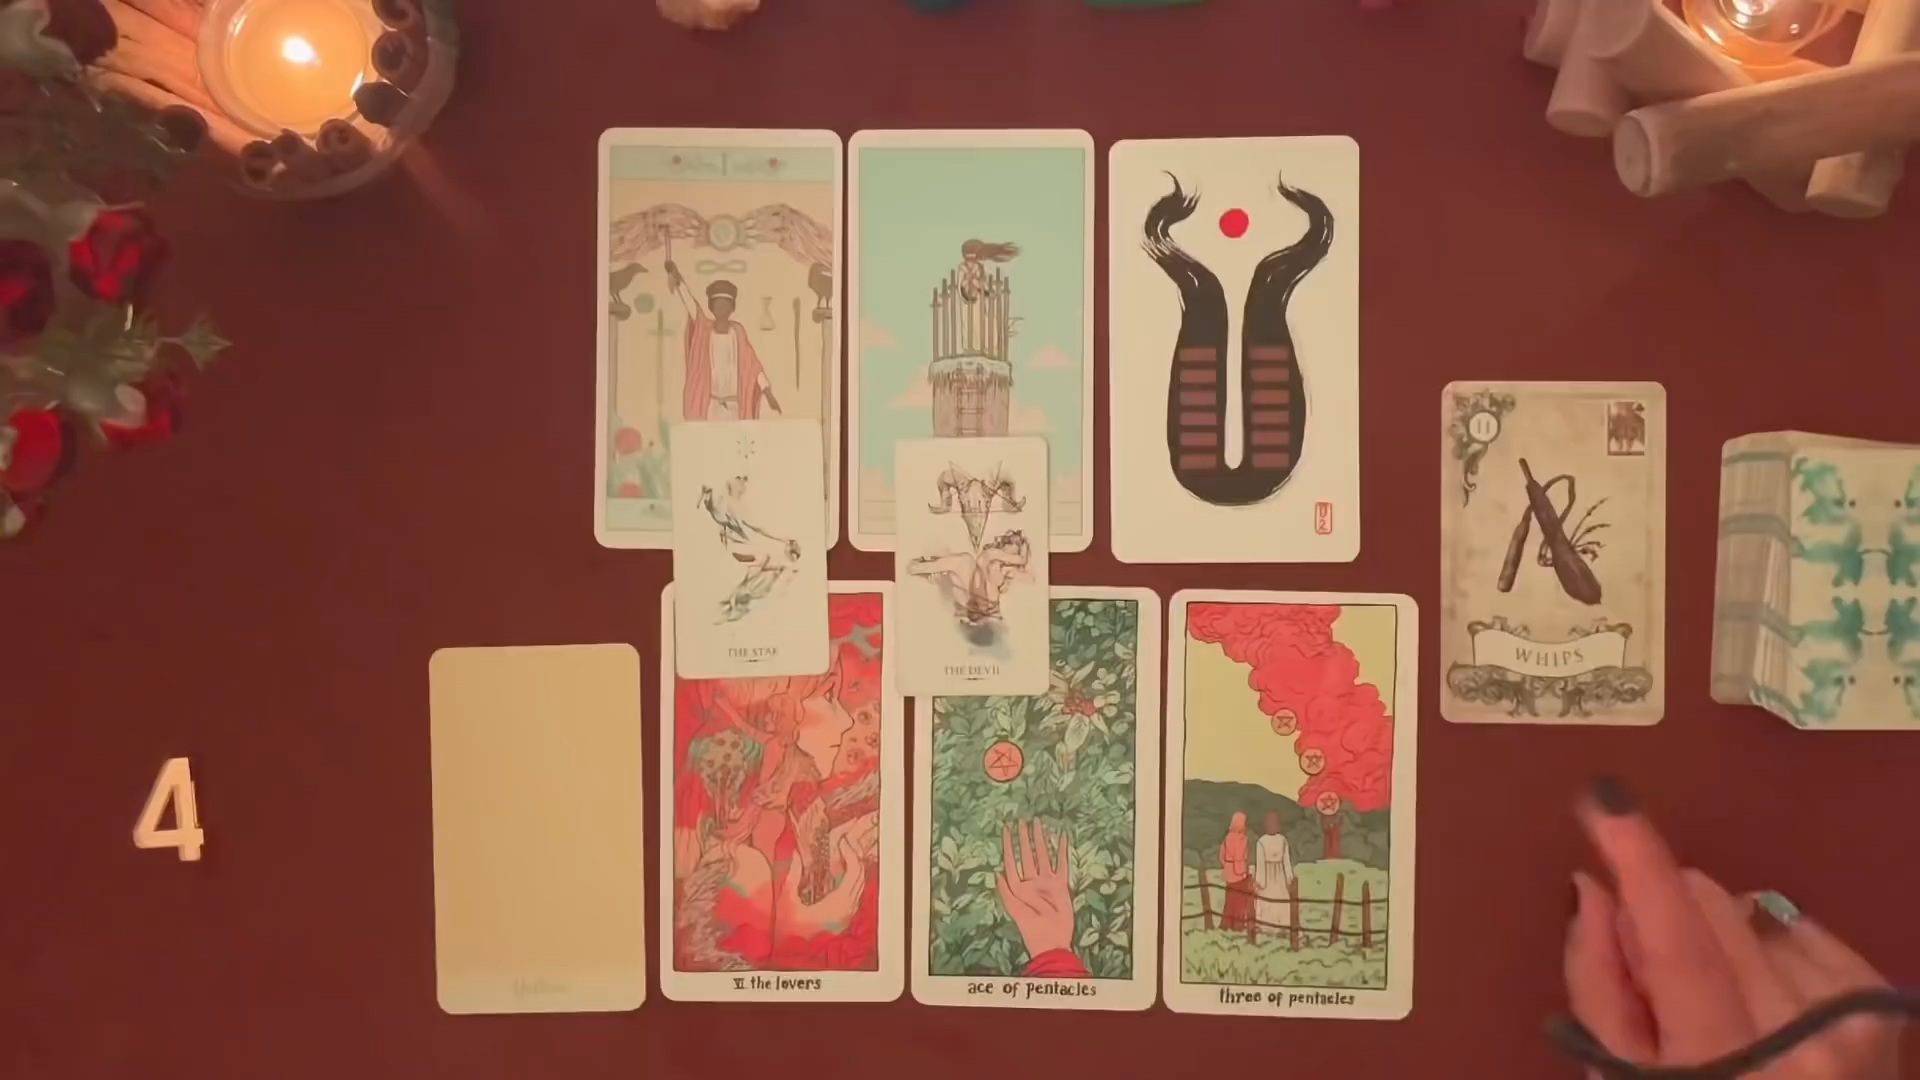 I
11
THE STAR
THE DEVIL
WHIPS
4
VI the lovers
ace of pentacles
three of pentacles